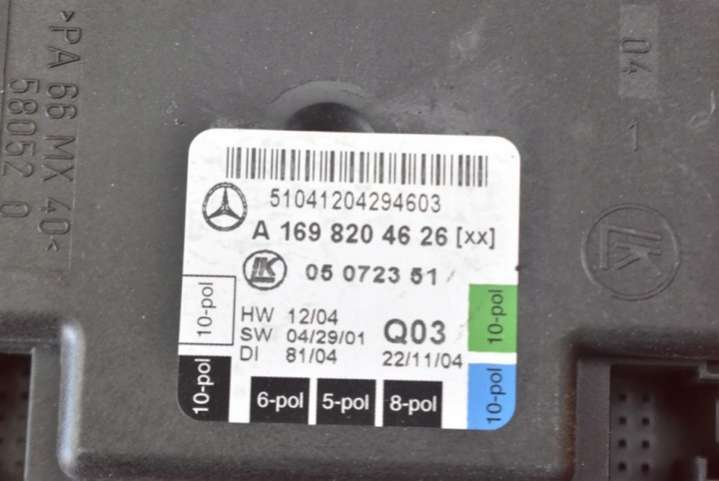 >PA 66 MX 40<
58052 0
04
1
51041204294603
A 169 820 46 26 [xx]
LK 05 0723 51
LK
10-pol
HW 12/04
SW 04/29/01
DI 81/04
Q03
22/11/04
10-pol
10-pol
6-pol
5-pol
8-pol
10-pol